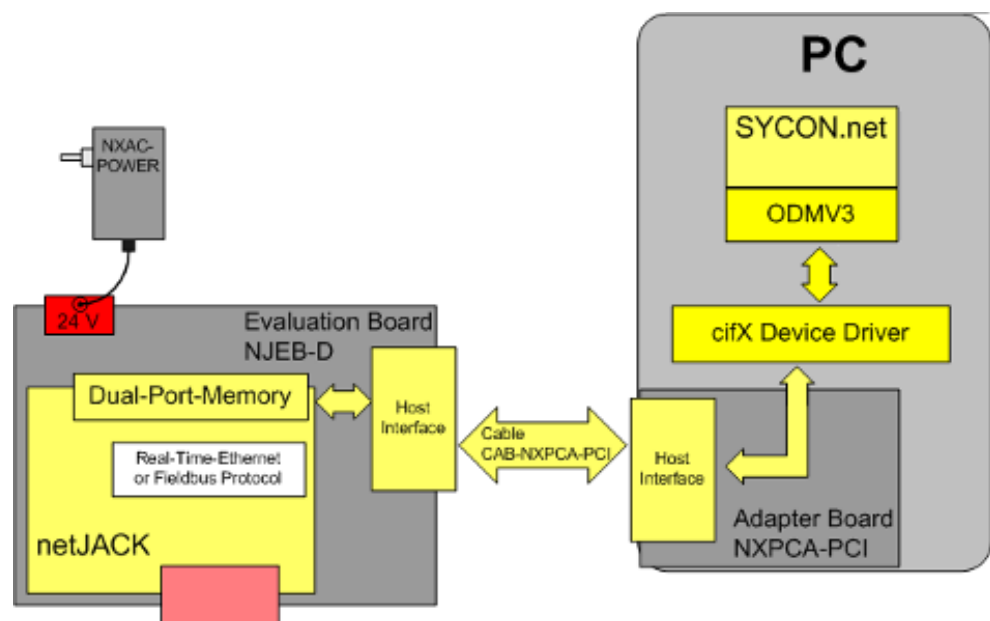 PC
SYCON.net
ODMV3
cifX Device Driver
NXAC-
POWER
24 V
Evaluation Board
NJEB-D
Dual-Port-Memory
Real-Time-Ethernet
or Fieldbus Protocol
netJACK
Host
Interface
Cable
CAB-NXPCA-PCI
Host
Interface
Adapter Board
NXPCA-PCI